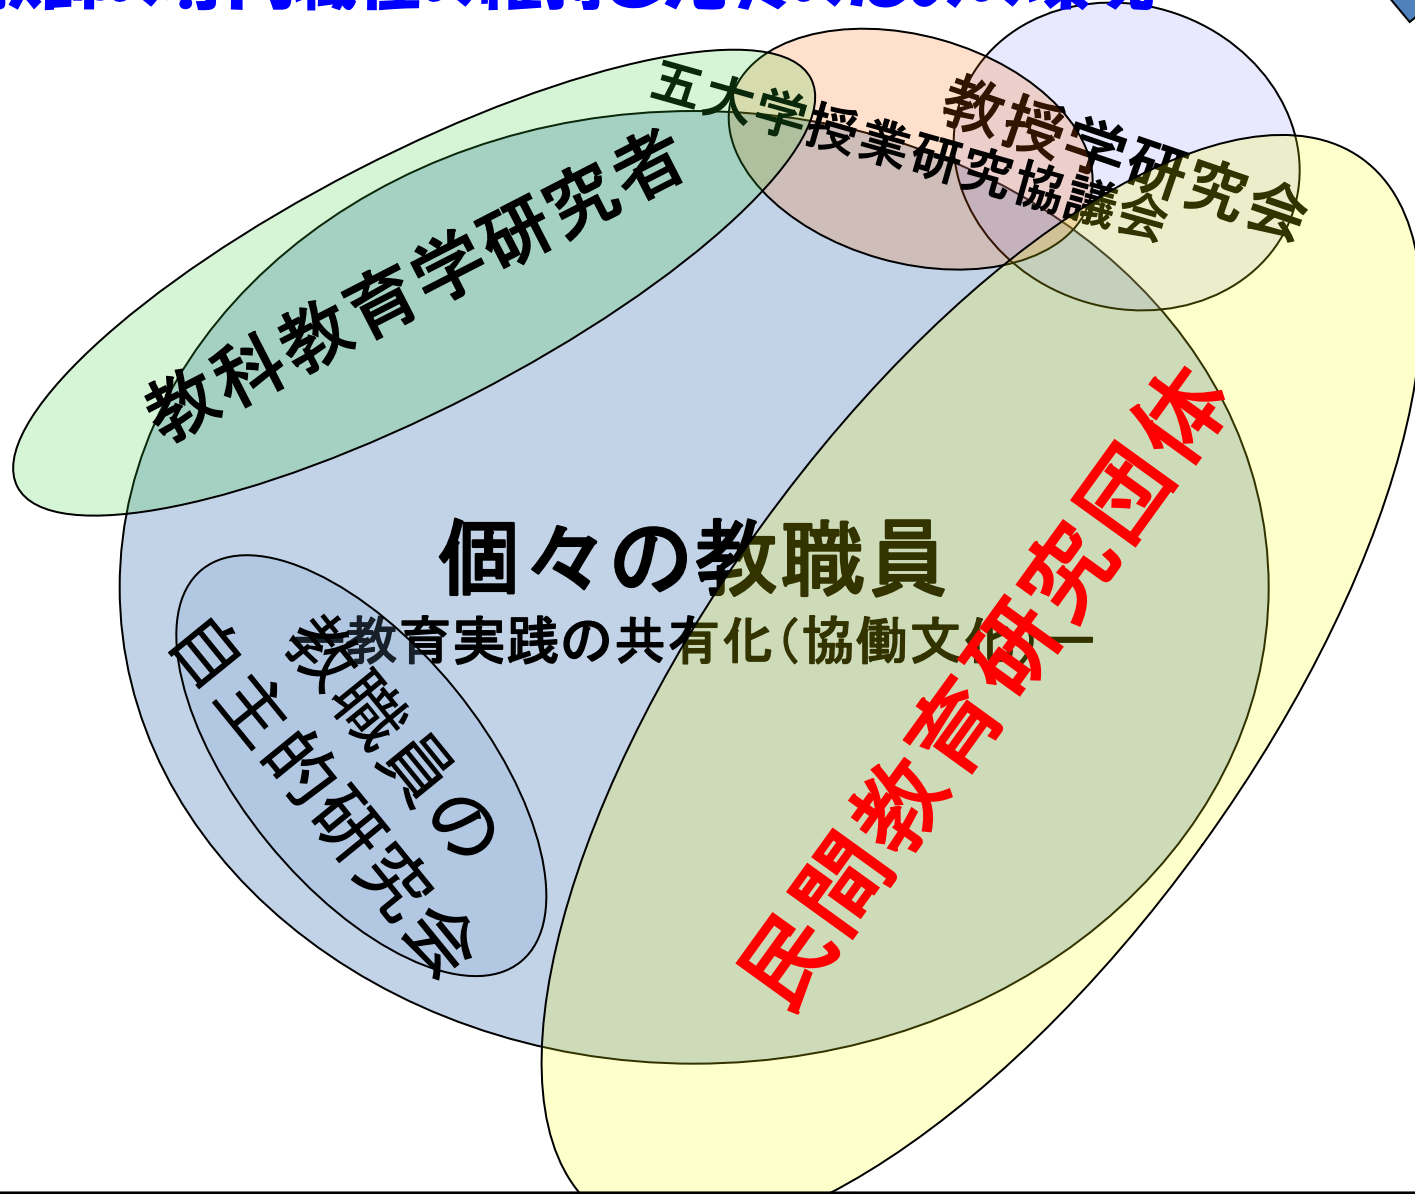 五大学授業研究協議会
教授学研究会
教科教育学研究者
個々の教職員
―教育実践の共有化（協働文化）―
教職員の
自主的研究会
民間教育研究団体